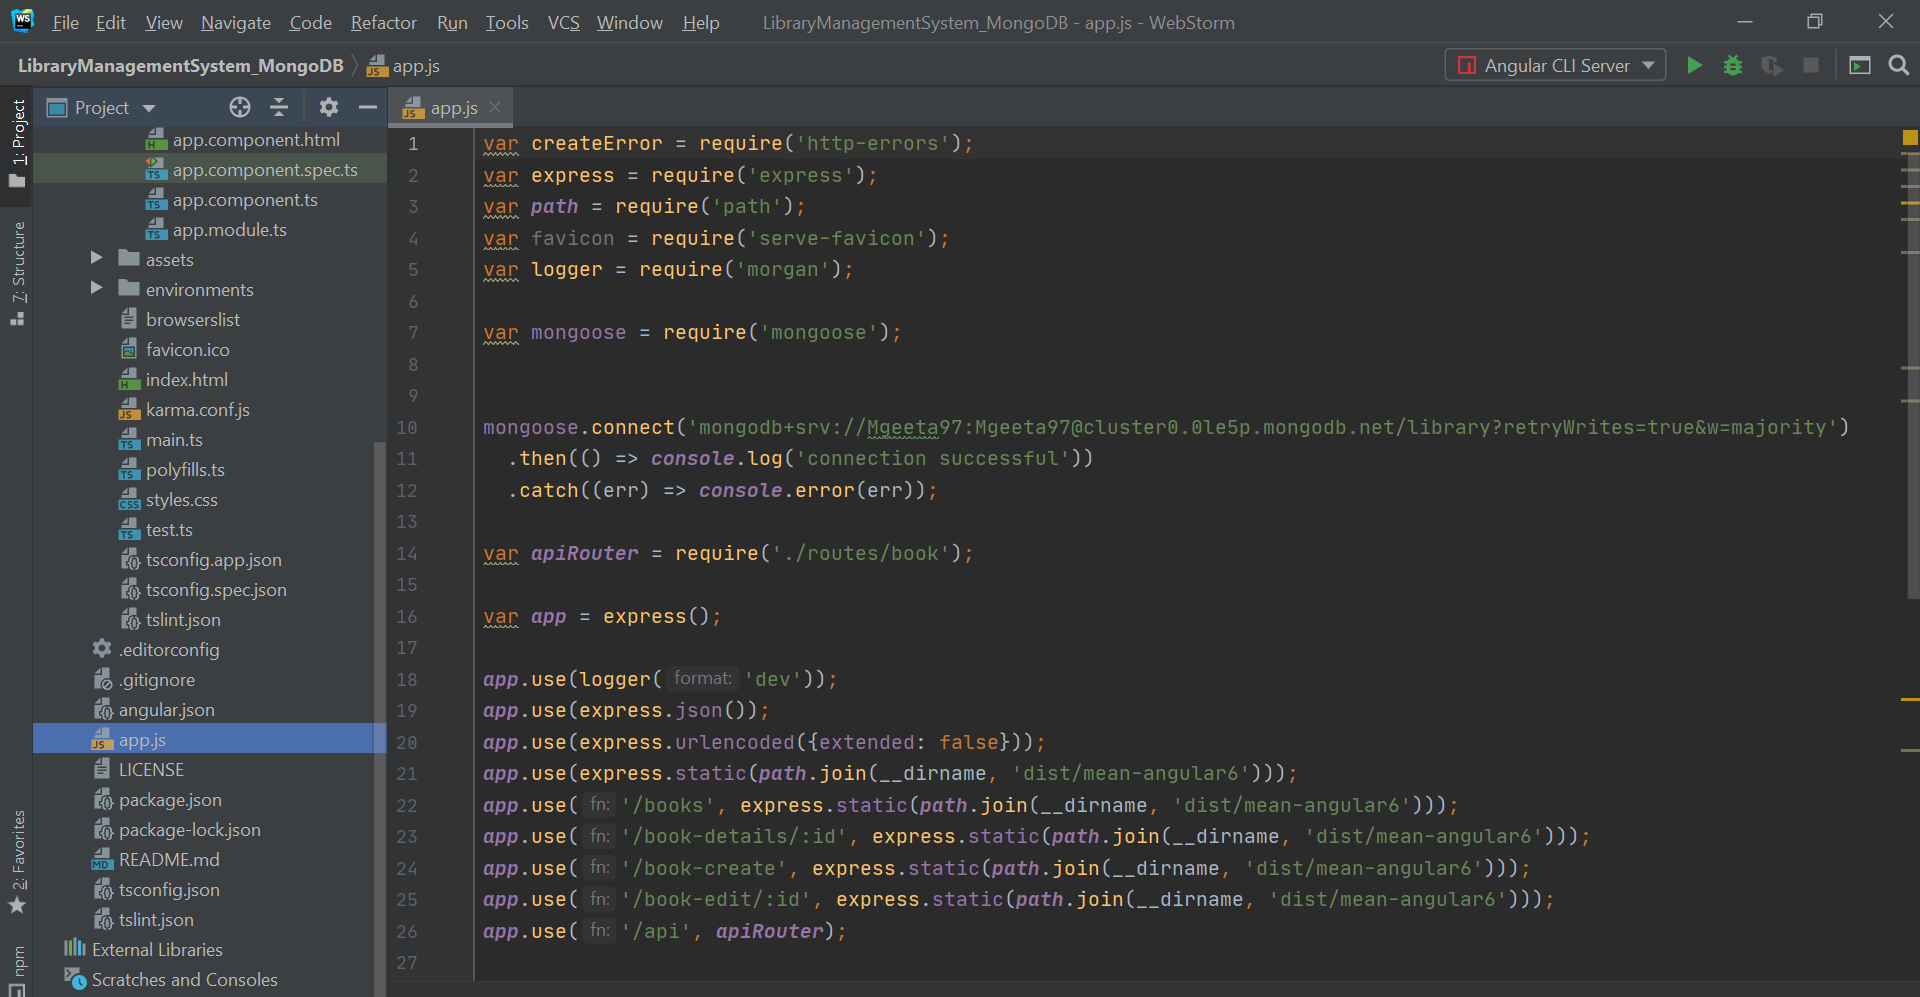 File Edit View Navigate Code Refactor Run Tools VCS Window Help LibraryManagementSystem_MongoDB - app.js - WebStorm
LibraryManagementSystem_MongoDB app.js Angular CLI Server
Project app.js
1: Project
7: Structure
2: Favorites
npm
app.component.html
app.component.spec.ts
app.component.ts
app.module.ts
assets
environments
browserslist
favicon.ico
index.html
karma.conf.js
main.ts
polyfills.ts
styles.css
test.ts
tsconfig.app.json
tsconfig.spec.json
tslint.json
.editorconfig
.gitignore
angular.json
app.js
LICENSE
package.json
package-lock.json
README.md
tsconfig.json
tslint.json
External Libraries
Scratches and Consoles
1 var createError = require('http-errors');
2 var express = require('express');
3 var path = require('path');
4 var favicon = require('serve-favicon');
5 var logger = require('morgan');
6
7 var mongoose = require('mongoose');
8
9
10 mongoose.connect('mongodb+srv://Mgeeta97:Mgeeta97@cluster0.0le5p.mongodb.net/library?retryWrites=true&w=majority')
11 .then(() => console.log('connection successful'))
12 .catch((err) => console.error(err));
13
14 var apiRouter = require('./routes/book');
15
16 var app = express();
17
18 app.use(logger( format: 'dev'));
19 app.use(express.json());
20 app.use(express.urlencoded({extended: false}));
21 app.use(express.static(path.join(__dirname, 'dist/mean-angular6')));
22 app.use( fn: '/books', express.static(path.join(__dirname, 'dist/mean-angular6')));
23 app.use( fn: '/book-details/:id', express.static(path.join(__dirname, 'dist/mean-angular6')));
24 app.use( fn: '/book-create', express.static(path.join(__dirname, 'dist/mean-angular6')));
25 app.use( fn: '/book-edit/:id', express.static(path.join(__dirname, 'dist/mean-angular6')));
26 app.use( fn: '/api', apiRouter);
27